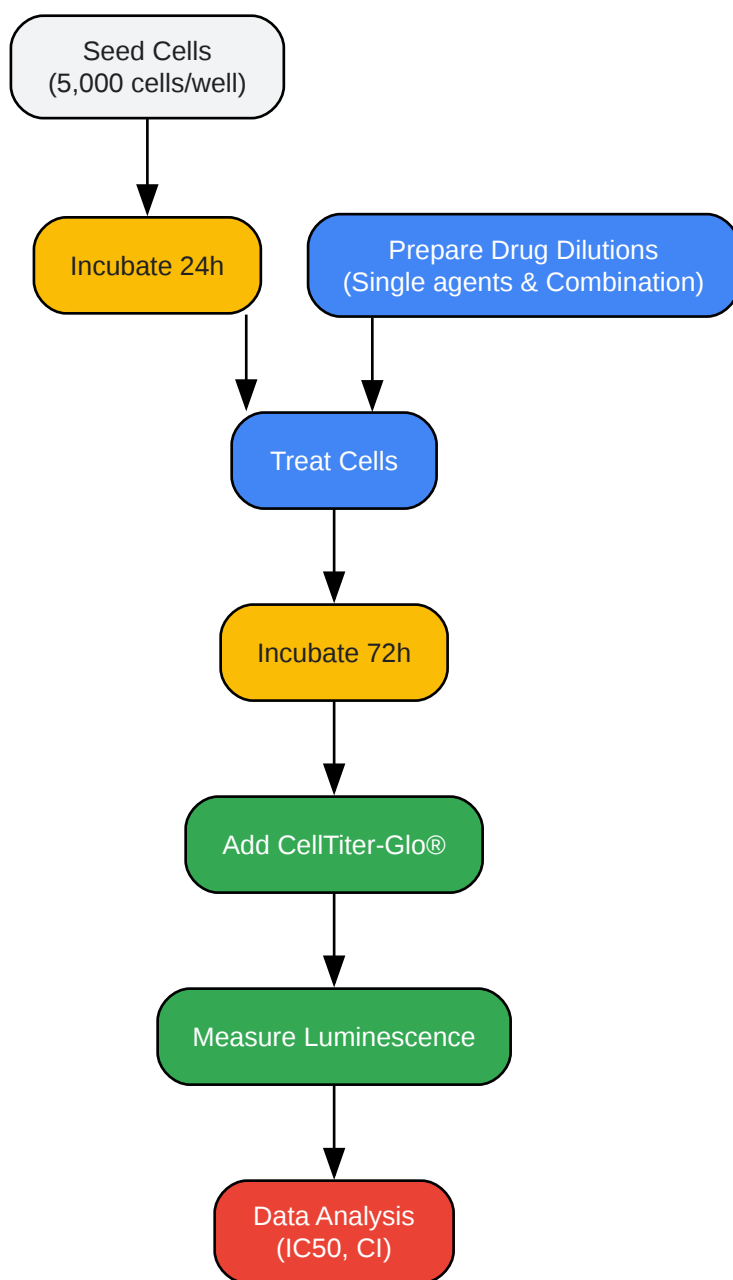 Seed Cells
(5,000 cells/well)
Incubate 24h
Prepare Drug Dilutions
(Single agents & Combination)
Treat Cells
Incubate 72h
Add CellTiter-Glo®
Measure Luminescence
Data Analysis
(IC50, CI)